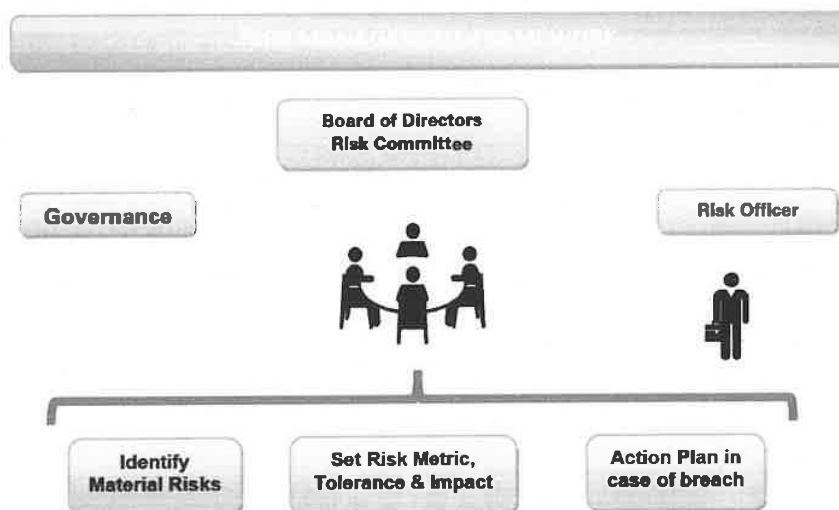 Board of Directors
Risk Committee
Governance
Risk Officer
Identify
Material Risks
Set Risk Metric,
Tolerance & Impact
Action Plan in
case of breach